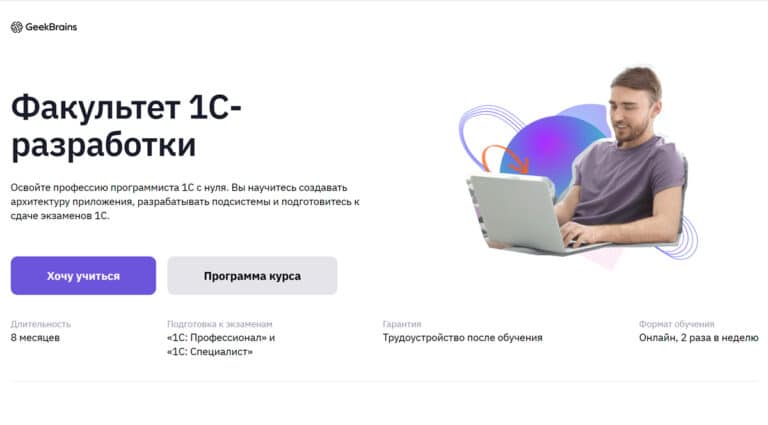 GeekBrains
Факультет 1С-
разработки
Освойте профессию программиста 1С с нуля. Вы научитесь создавать
архитектуру приложения, разрабатывать подсистемы и подготовитесь к
сдаче экзаменов 1С.
Хочу учиться
Программа курса
Длительность
8 месяцев
Подготовка к экзаменам
«1С: Профессионал» и
«1С: Специалист»
Гарантия
Трудоустройство после обучения
Формат обучения
Онлайн, 2 раза в неделю